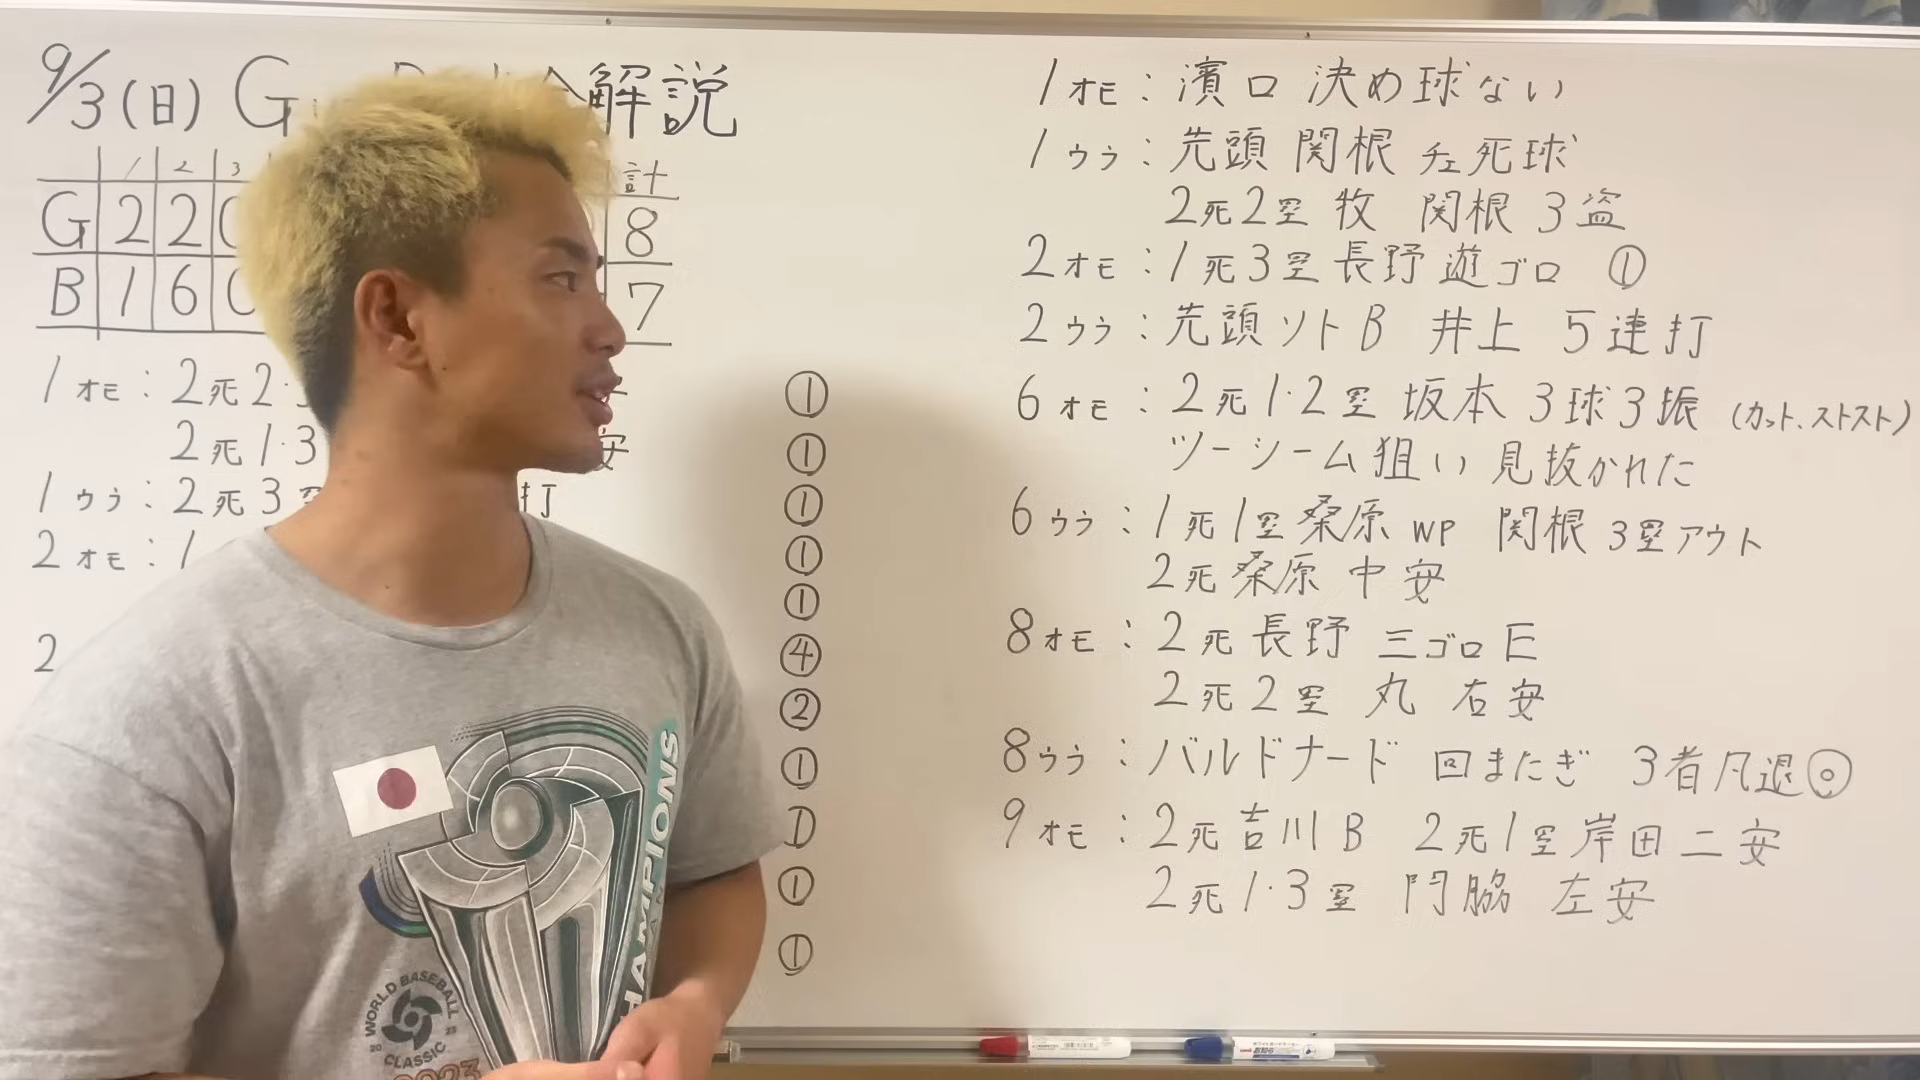 9/3(日) G 解説
1 2 3 計
G 2 2 0 8
B 1 6 0 7
1オモ:2死2・3
2死1・3 安
1ウラ:2死3塁 打
2オモ:1
2
①
①
①
①
①
④
②
①
D
①
①
1オモ:濱口 決め球ない
1ウラ:先頭 関根 チェ死球
2死2塁 牧 関根 3盗
2オモ:1死3塁 長野 遊ゴロ ①
2ウラ:先頭ソトB 井上 5連打
6オモ:2死1・2塁 坂本 3球3振 (カット、ストスト)
ツーシーム狙い 見抜かれた
6ウラ:1死1塁 桑原 WP 関根 3塁アウト
2死 桑原 中安
8オモ:2死 長野 三ゴロE
2死2塁 丸 右安
8ウラ:バルドナード 回またぎ 3者凡退◎
9オモ:2死 吉川B 2死1塁 岸田 二安
2死1・3塁 門脇 左安
CHAMPIONS
WORLD BASEBALL
CLASSIC
2023